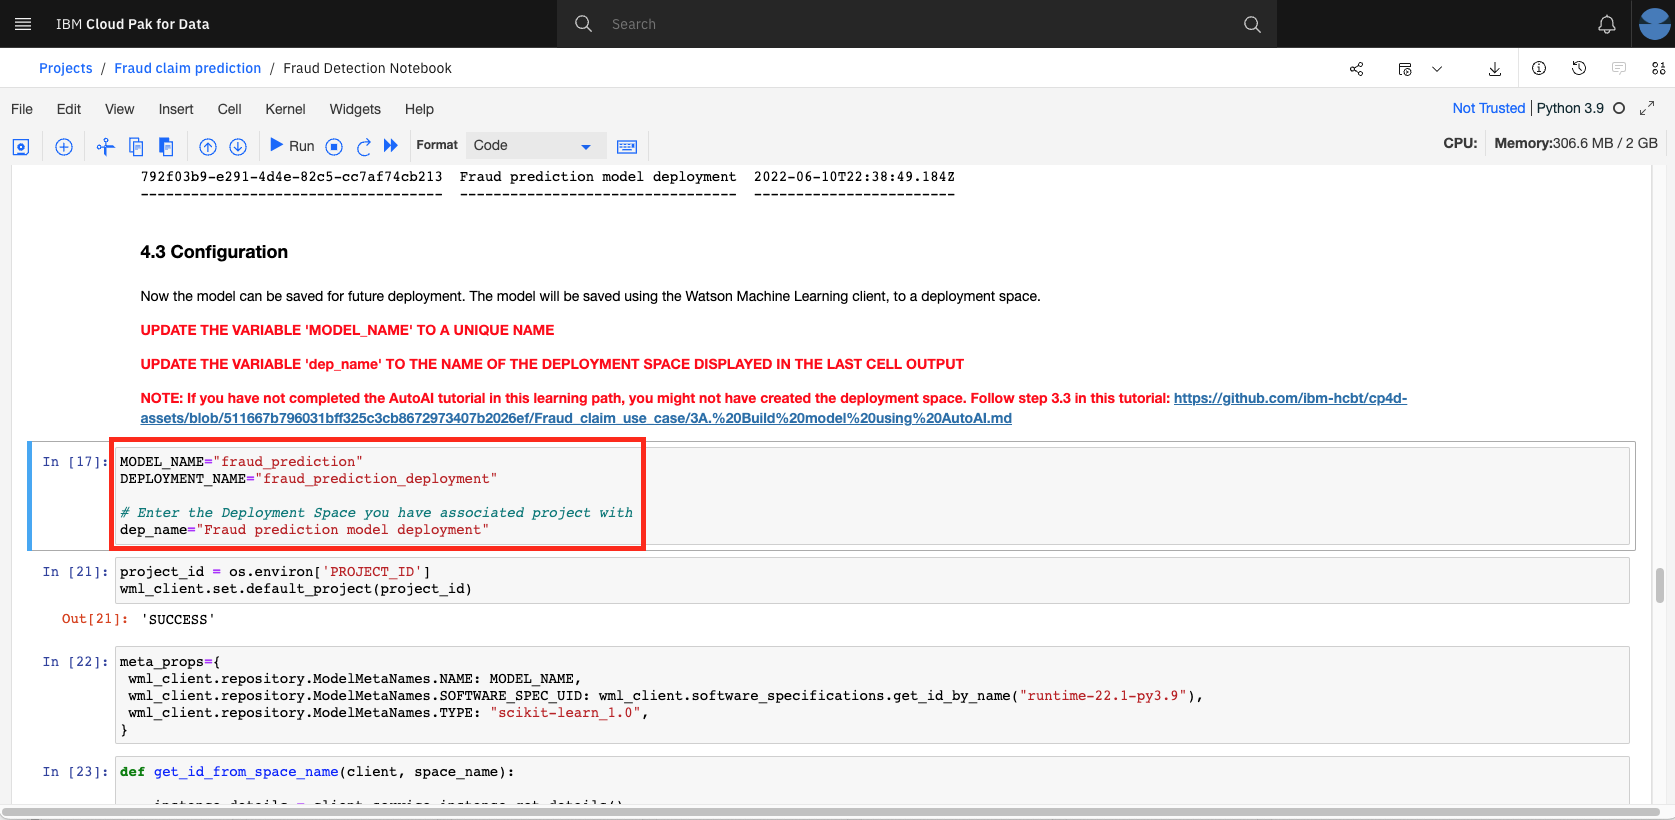 IBM Cloud Pak for Data
Search
Projects / Fraud claim prediction / Fraud Detection Notebook
File Edit View Insert Cell Kernel Widgets Help
Not Trusted | Python 3.9
Run
Format
Code
CPU: Memory:306.6 MB / 2 GB
792f03b9-e291-4d4e-82c5-cc7af74cb213 Fraud prediction model deployment 2022-06-10T22:38:49.184Z
------------------------------------ --------------------------------- ------------------------
4.3 Configuration
Now the model can be saved for future deployment. The model will be saved using the Watson Machine Learning client, to a deployment space.
UPDATE THE VARIABLE 'MODEL_NAME' TO A UNIQUE NAME
UPDATE THE VARIABLE 'dep_name' TO THE NAME OF THE DEPLOYMENT SPACE DISPLAYED IN THE LAST CELL OUTPUT
NOTE: If you have not completed the AutoAI tutorial in this learning path, you might not have created the deployment space. Follow step 3.3 in this tutorial: https://github.com/ibm-hcbt/cp4d-
assets/blob/511667b796031bff325c3cb8672973407b2026ef/Fraud_claim_use_case/3A.%20Build%20model%20using%20AutoAI.md
In [17]: MODEL_NAME="fraud_prediction"
DEPLOYMENT_NAME="fraud_prediction_deployment"
# Enter the Deployment Space you have associated project with
dep_name="Fraud prediction model deployment"
In [21]: project_id = os.environ['PROJECT_ID']
wml_client.set.default_project(project_id)
Out[21]: 'SUCCESS'
In [22]: meta_props={
wml_client.repository.ModelMetaNames.NAME: MODEL_NAME,
wml_client.repository.ModelMetaNames.SOFTWARE_SPEC_UID: wml_client.software_specifications.get_id_by_name("runtime-22.1-py3.9"),
wml_client.repository.ModelMetaNames.TYPE: "scikit-learn_1.0",
}
In [23]: def get_id_from_space_name(client, space_name):